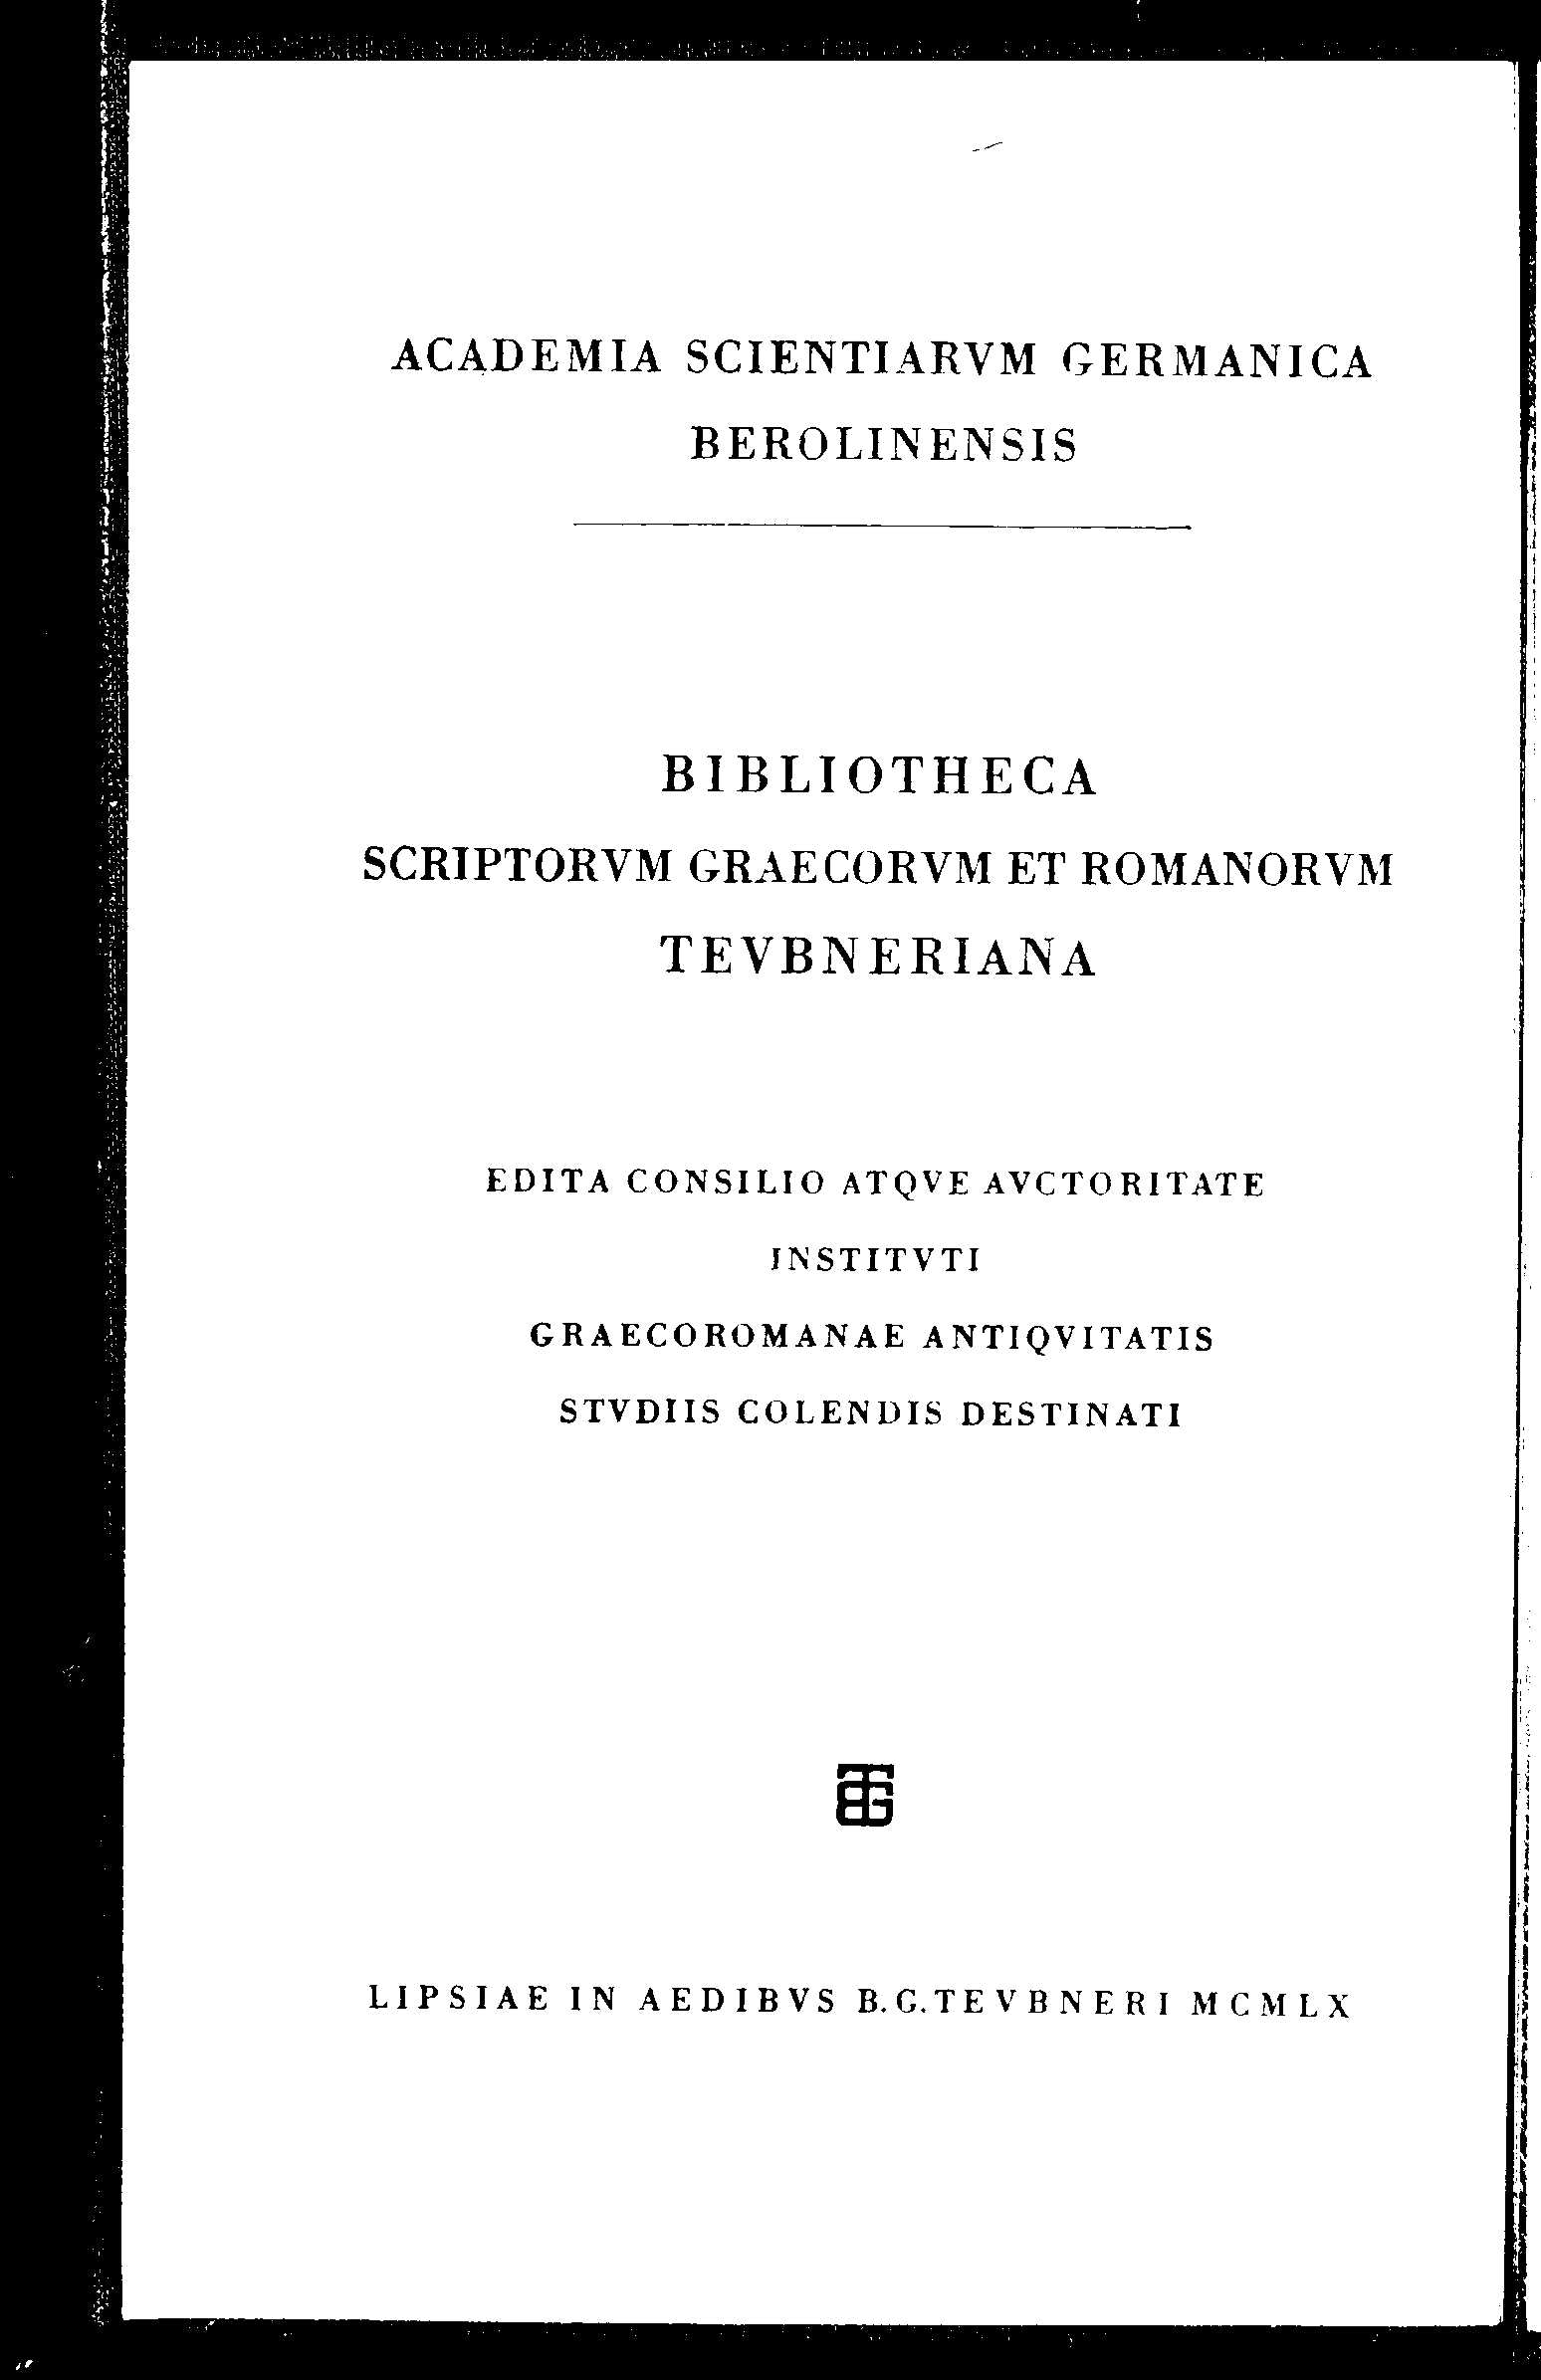 ACADEMIA SCIENTIARVM GERMANICA
BEROLINENSIS
BIBLIOTHECA
SCRIPTORVM GRAECORVM ET ROMANORVM
TEVBNERIANA
EDITA CONSILIO ATQVE AVCTORITATE
INSTITVTI
GRAECOROMANAE ANTIQVITATIS
STVDIIS COLENDIS DESTINATI
BTG
LIPSIAE IN AEDIBVS B.G.TEVBNERI MCMLX